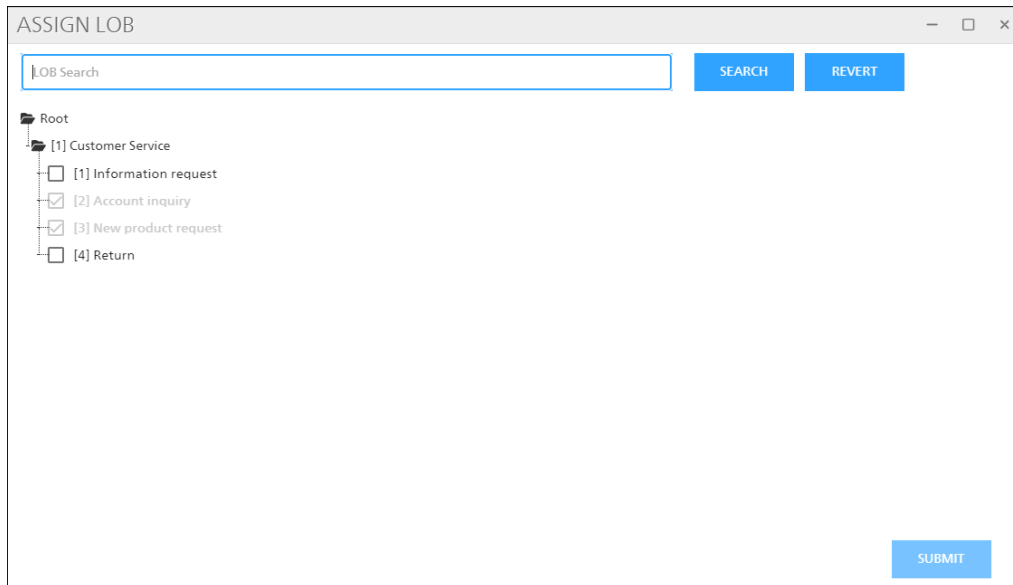 ASSIGN LOB
LOB Search
SEARCH
REVERT
Root
[1] Customer Service
[1] Information request
[2] Account inquiry
[3] New product request
[4] Return
SUBMIT